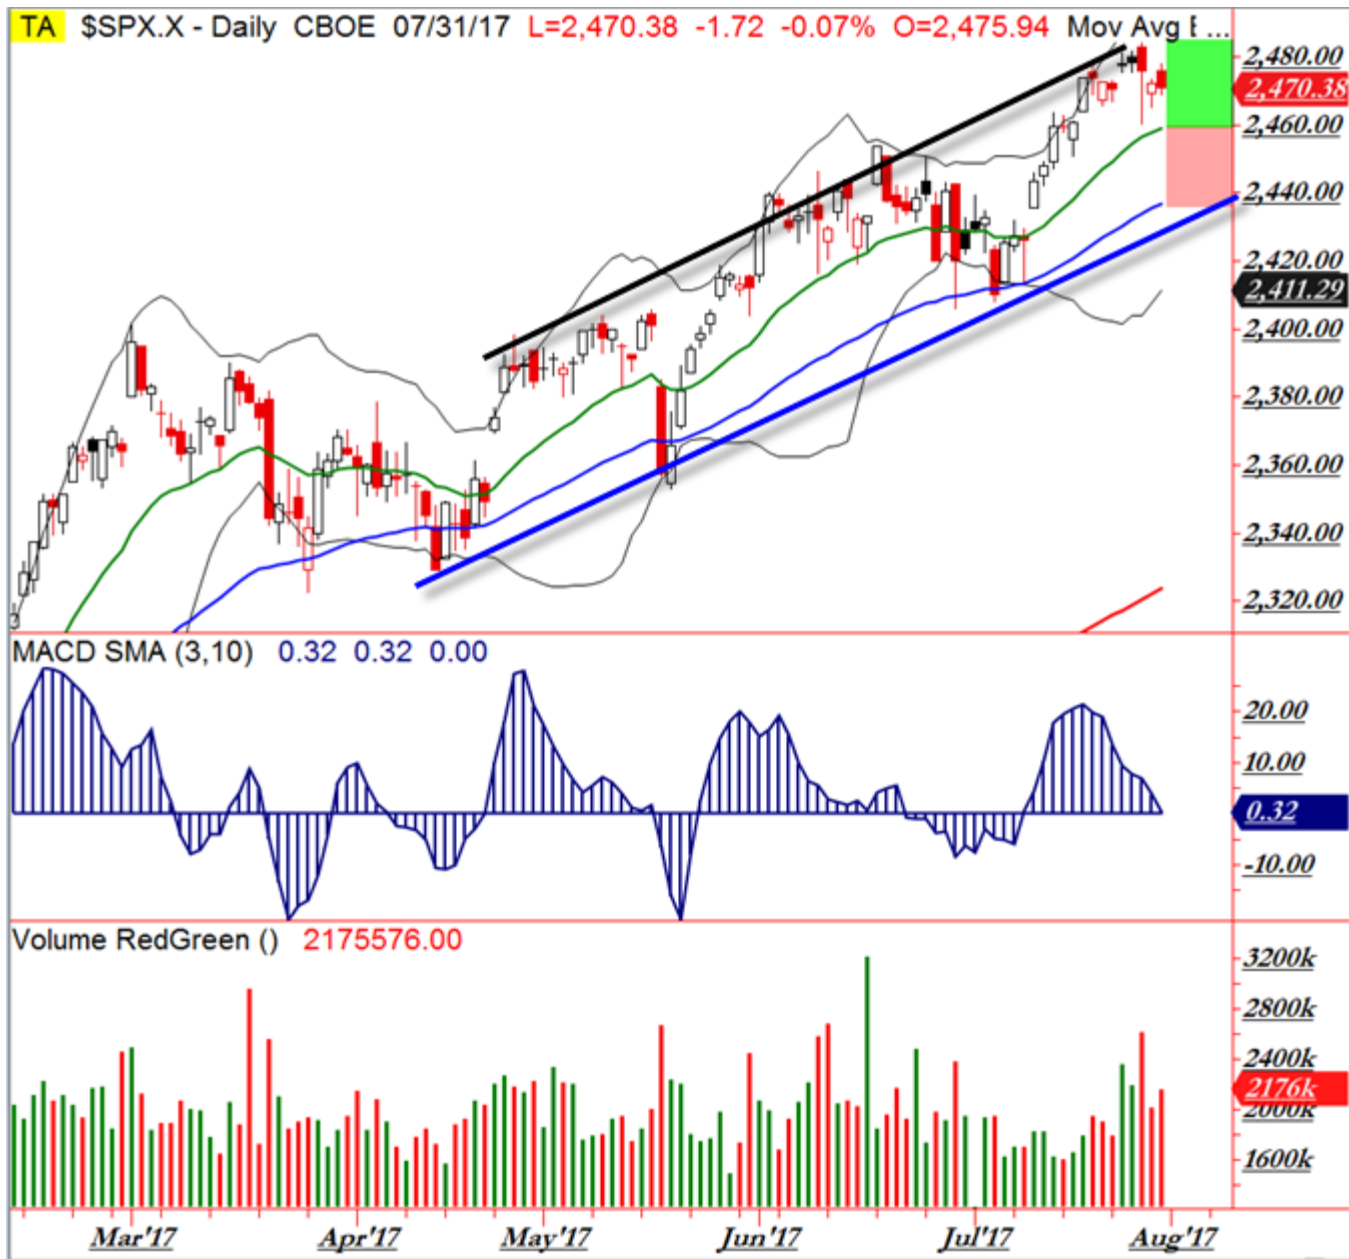 TA $SPX.X - Daily CBOE 07/31/17 L=2,470.38 -1.72 -0.07% O=2,475.94 Mov Avg E ...
2,480.00
2,470.38
2,460.00
2,440.00
2,420.00
2,411.29
2,400.00
2,380.00
2,360.00
2,340.00
2,320.00
MACD SMA (3,10) 0.32 0.32 0.00
20.00
10.00
0.32
-10.00
Volume RedGreen () 2175576.00
3200k
2800k
2400k
2176k
2000k
1600k
Mar'17 Apr'17 May'17 Jun'17 Jul'17 Aug'17